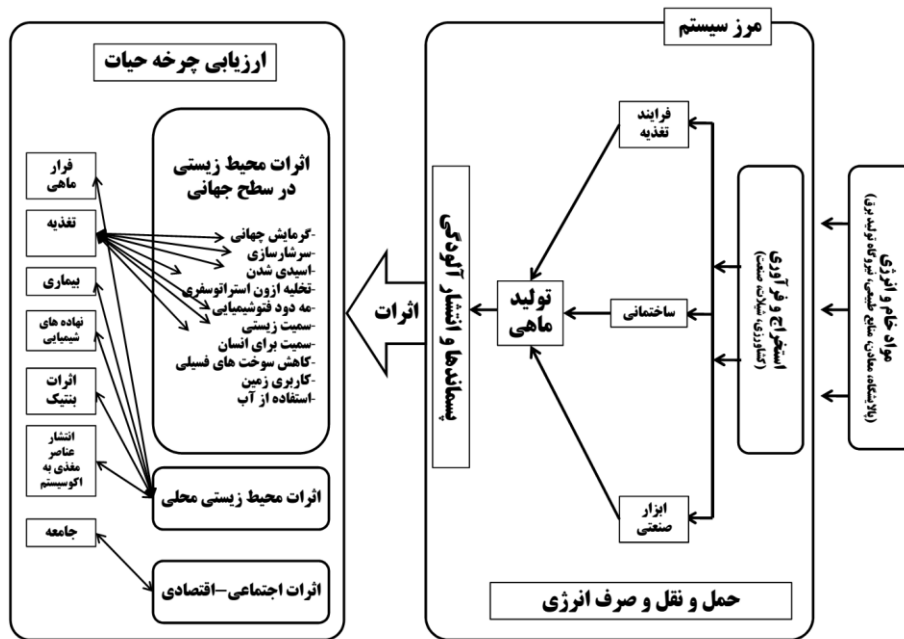 مواد خام و انرژی
(پالایشگاه، معادن، منابع طبیعی، نیروگاه تولید برق)
مرز سیستم
استخراج و فرآوری
(کشاورزی، شیلات، صنعت)
فرایند
تغذیه
ساختمانی
ابزار
صنعتی
تولید
ماهی
پسماندها و انتشار آلودگی
حمل و نقل و صرف انرژی
اثرات
ارزیابی چرخه حیات
اثرات محیط زیستی
در سطح جهانی
-گرمایش جهانی
-سرشارسازی
-اسیدی شدن
-تخلیه ازون استراتوسفری
-مه دود فتوشیمیایی
-سمیت زیستی
-سمیت برای انسان
-کاهش سوخت های فسیلی
-کاربری زمین
-استفاده از آب
اثرات محیط زیستی محلی
اثرات اجتماعی-اقتصادی
فرار
ماهی
تغذیه
بیماری
نهاده های
شیمیایی
اثرات
بنتیک
انتشار
عناصر
مغذی به
اکوسیستم
جامعه